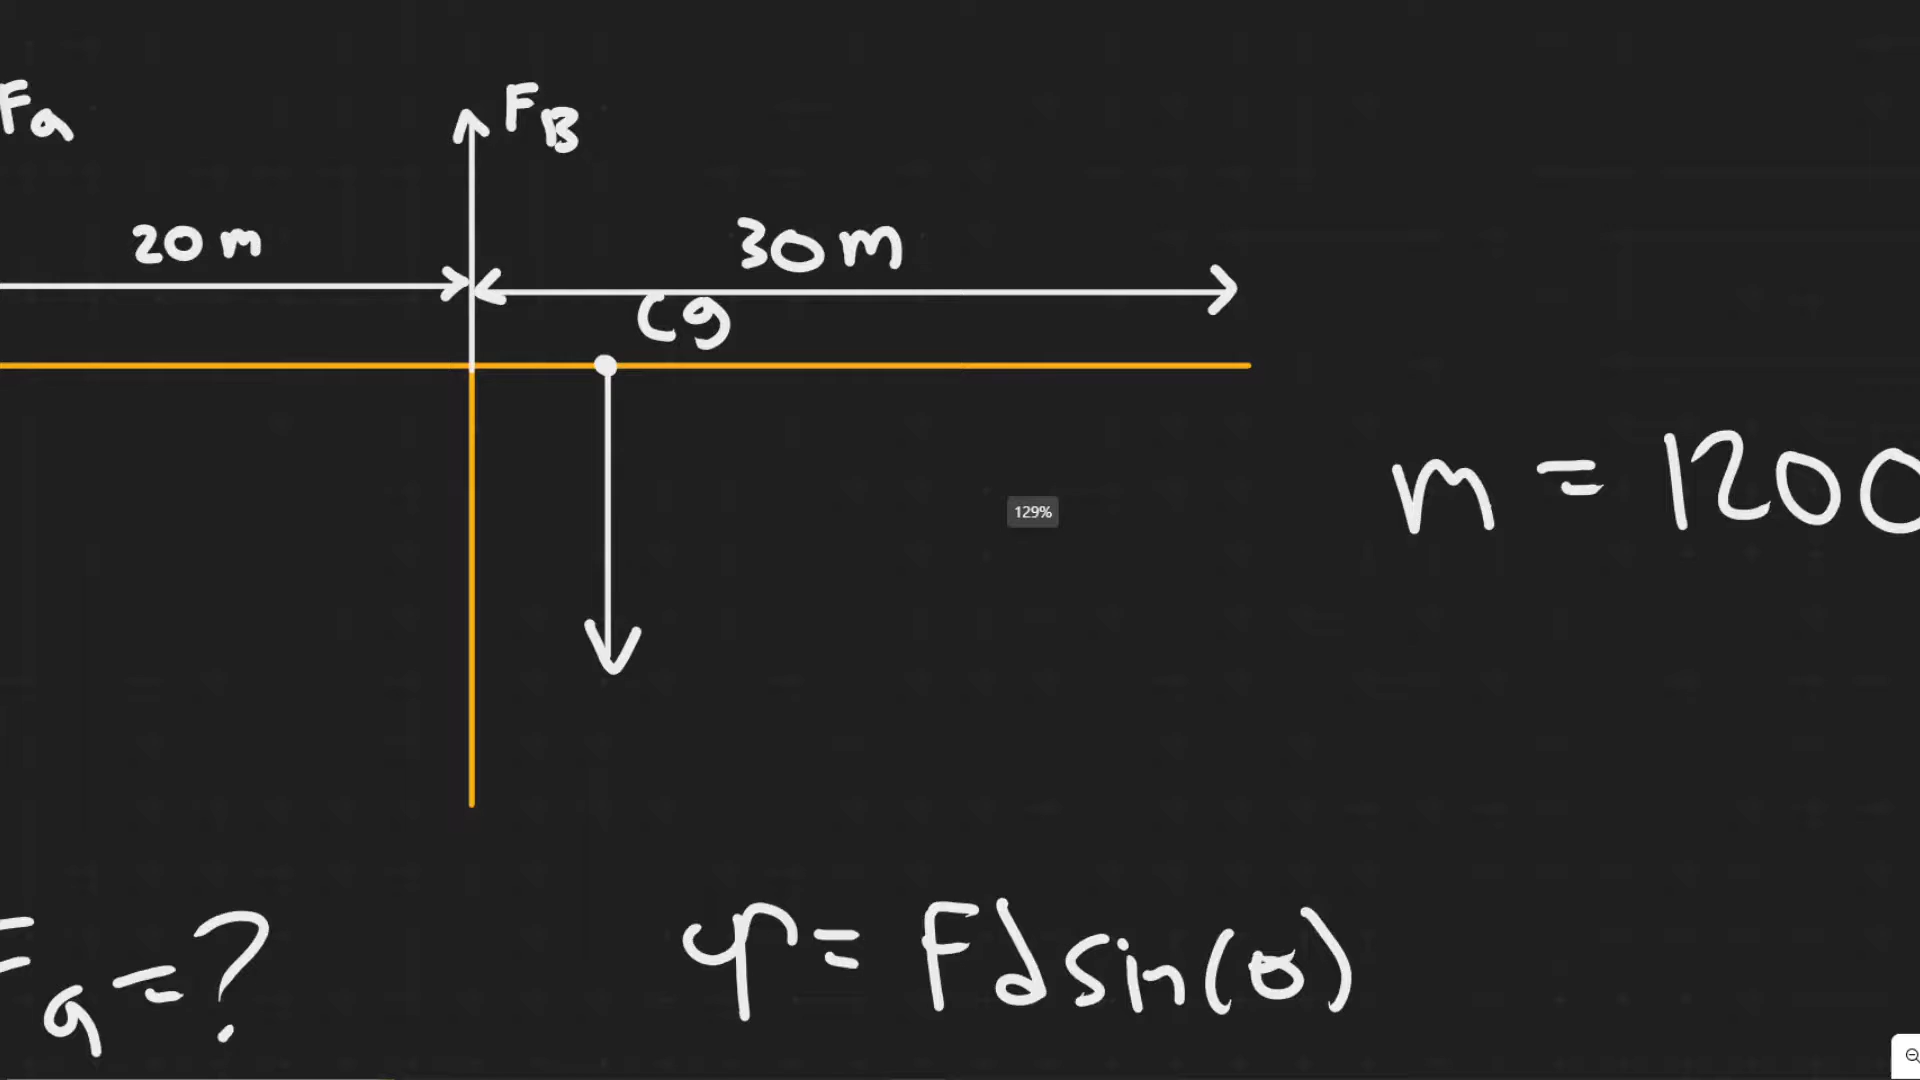 Fa
FB
20 m
30 m
cg
129%
m = 1200
Fa = ?
τ = Fd sin(θ)